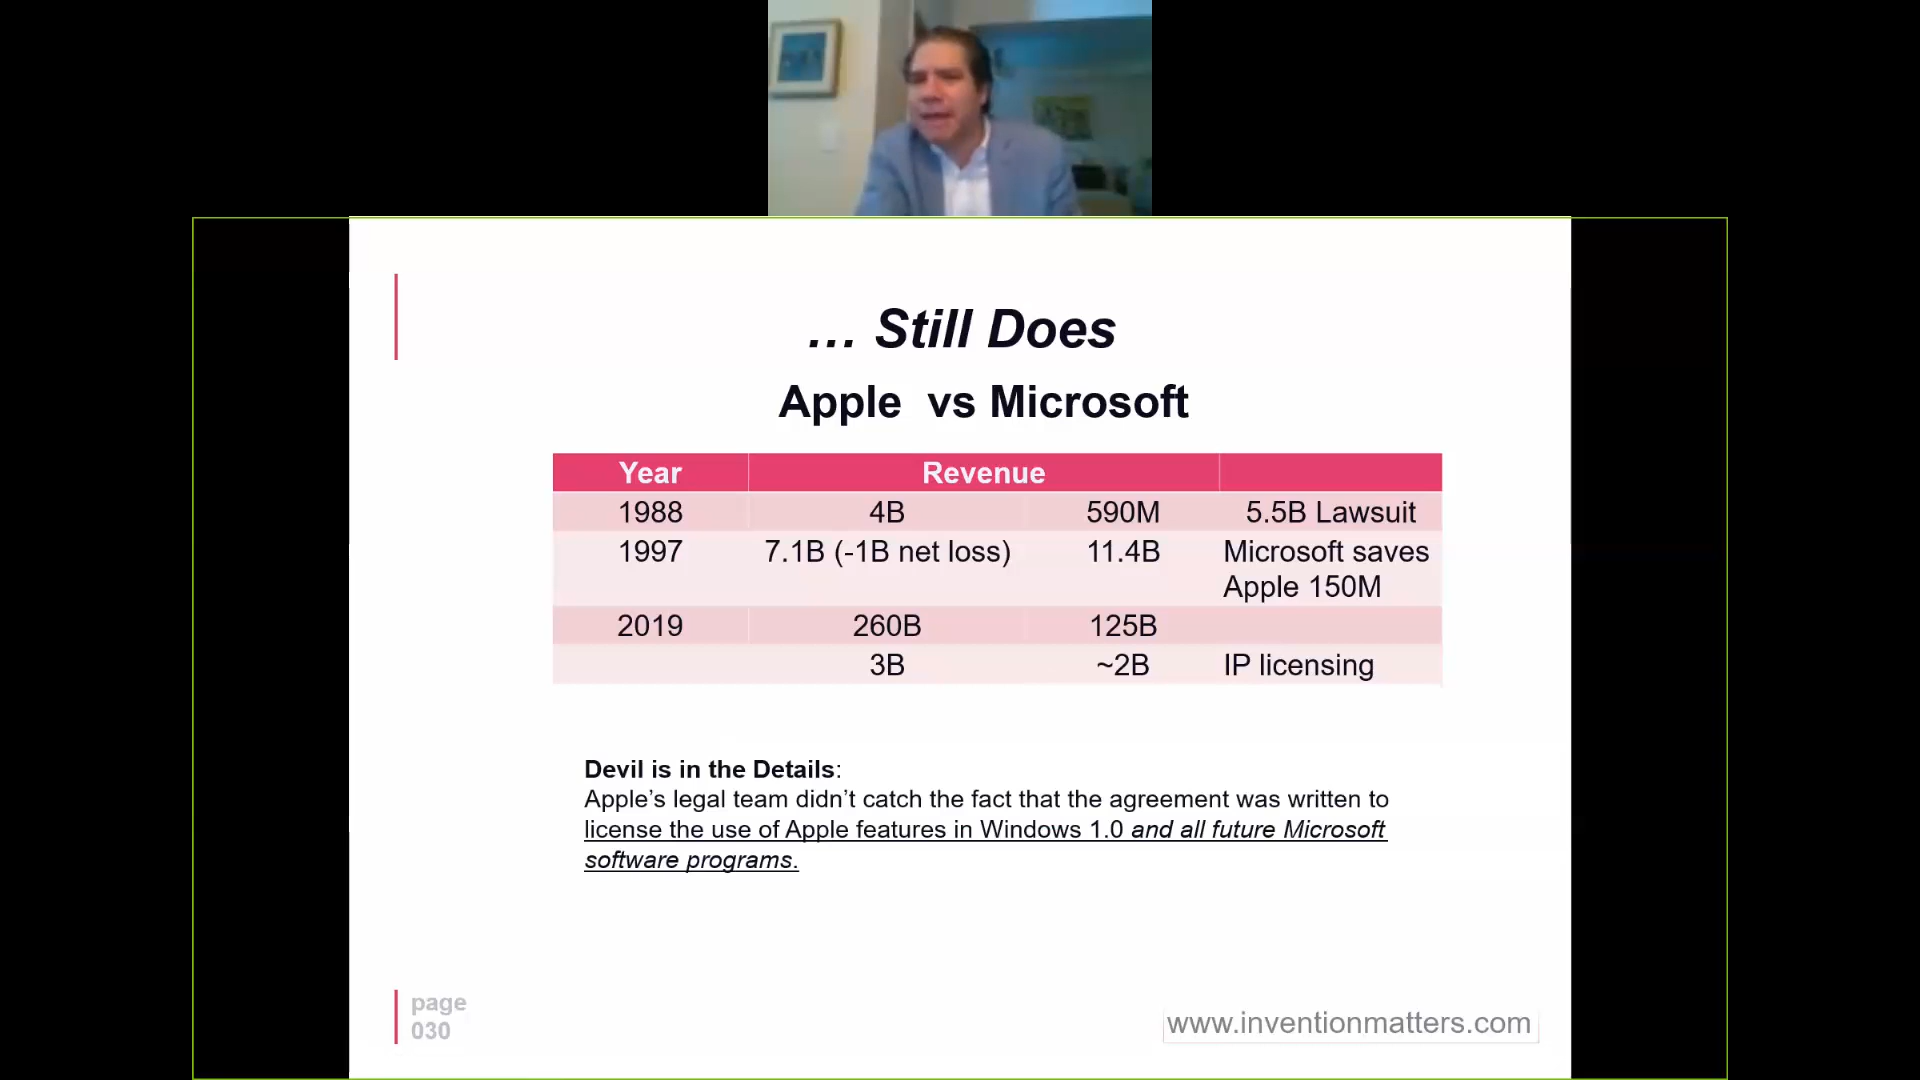 ... Still Does
Apple vs Microsoft
Year Revenue
1988 4B 590M 5.5B Lawsuit
1997 7.1B (-1B net loss) 11.4B Microsoft saves
Apple 150M
2019 260B 125B
3B ~2B IP licensing
Devil is in the Details:
Apple’s legal team didn’t catch the fact that the agreement was written to
license the use of Apple features in Windows 1.0 and all future Microsoft
software programs.
page
030
www.inventionmatters.com